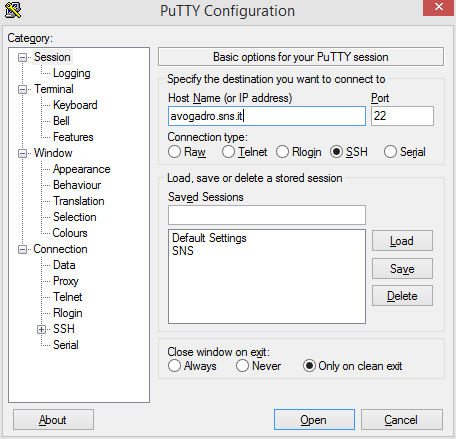 PuTTY Configuration
Category:
Session
Logging
Terminal
Keyboard
Bell
Features
Window
Appearance
Behaviour
Translation
Selection
Colours
Connection
Data
Proxy
Telnet
Rlogin
SSH
Serial
Basic options for your PuTTY session
Specify the destination you want to connect to
Host Name (or IP address) Port
avogadro.sns.it 22
Connection type:
Raw Telnet Rlogin SSH Serial
Load, save or delete a stored session
Saved Sessions
Default Settings
SNS
Load
Save
Delete
Close window on exit:
Always Never Only on clean exit
About Open Cancel